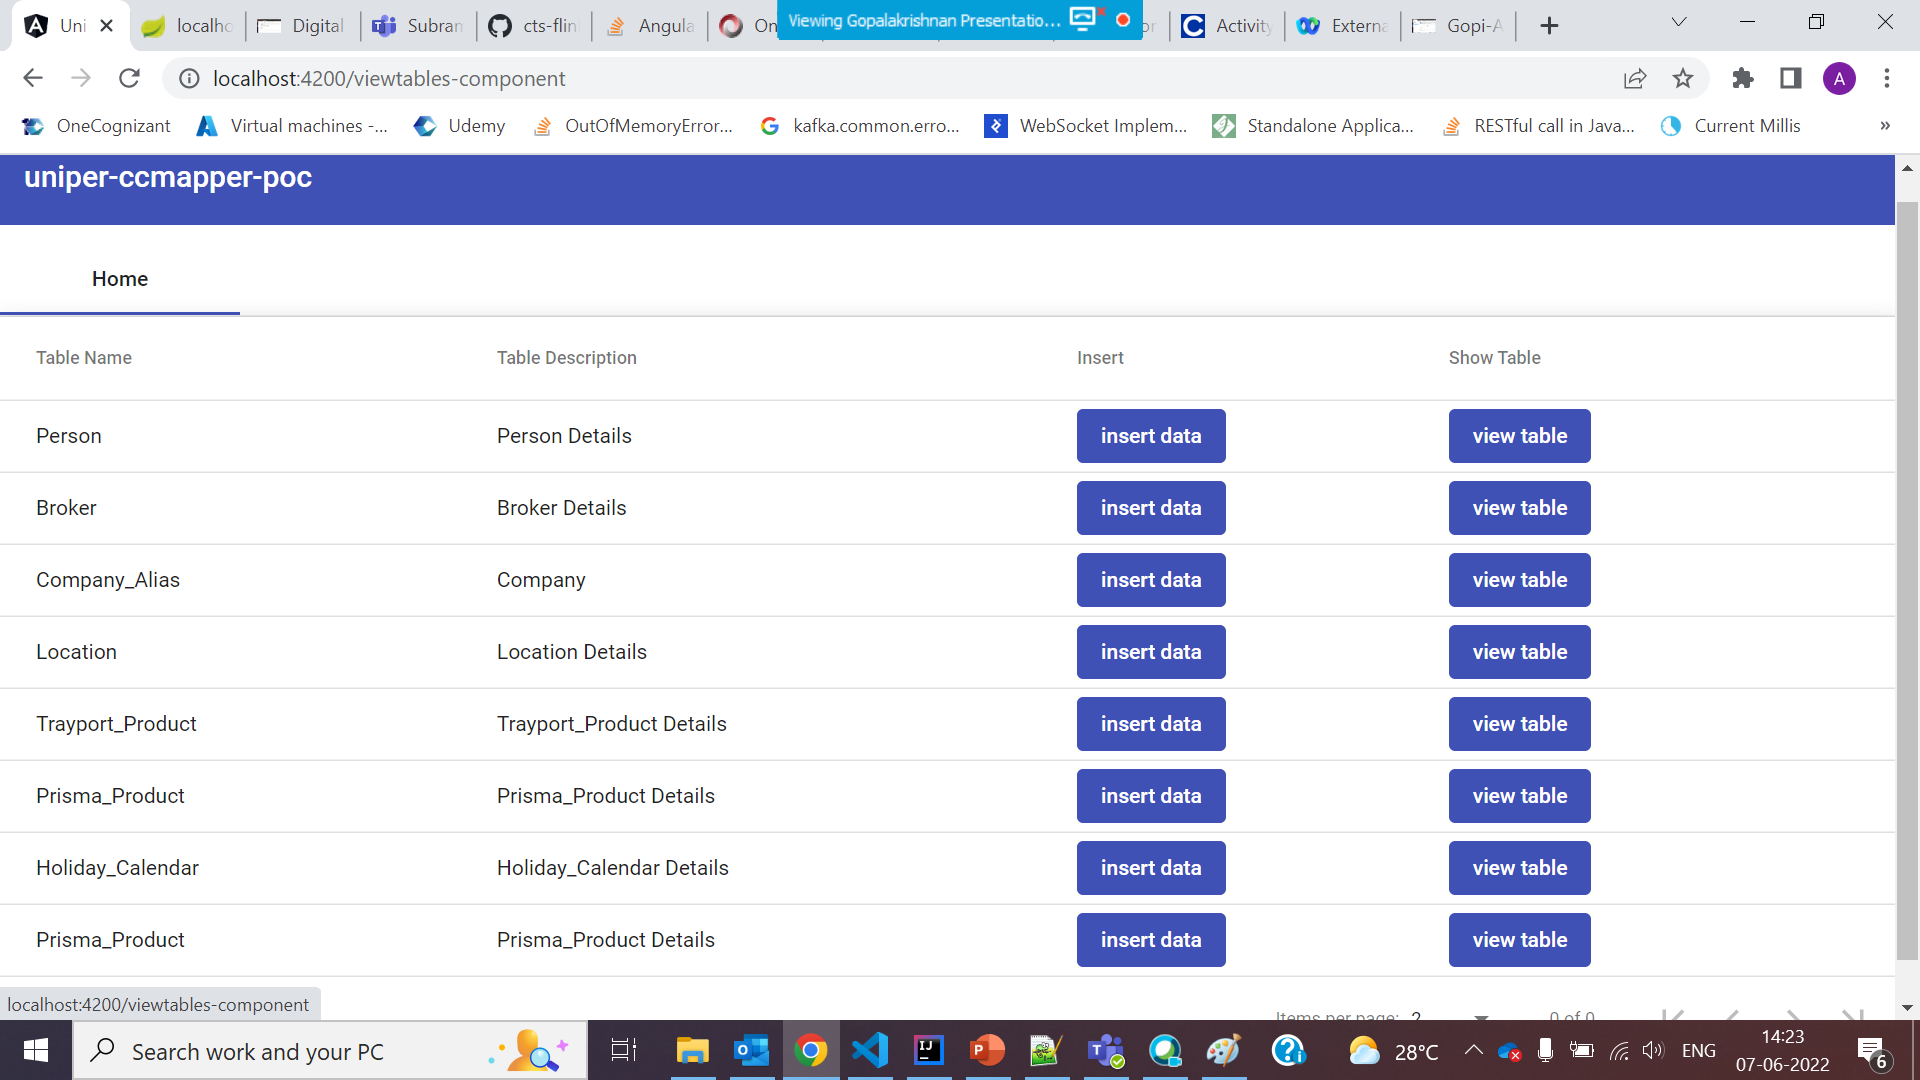 Uni
localho
Digital
Subran
cts-flin
Angula
On
Viewing Gopalakrishnan Presentatio...
or
Activity
Externa
Gopi-A
localhost:4200/viewtables-component
A
OneCognizant
Virtual machines -...
Udemy
OutOfMemoryError...
kafka.common.erro...
WebSocket Implem...
Standalone Applica...
RESTful call in Java...
Current Millis
»
uniper-ccmapper-poc
Home
Table Name Table Description Insert Show Table
Person Person Details insert data view table
Broker Broker Details insert data view table
Company_Alias Company insert data view table
Location Location Details insert data view table
Trayport_Product Trayport_Product Details insert data view table
Prisma_Product Prisma_Product Details insert data view table
Holiday_Calendar Holiday_Calendar Details insert data view table
Prisma_Product Prisma_Product Details insert data view table
Items per page: 2 0 of 0
localhost:4200/viewtables-component
Search work and your PC
28°C
ENG
14:23
07-06-2022
6